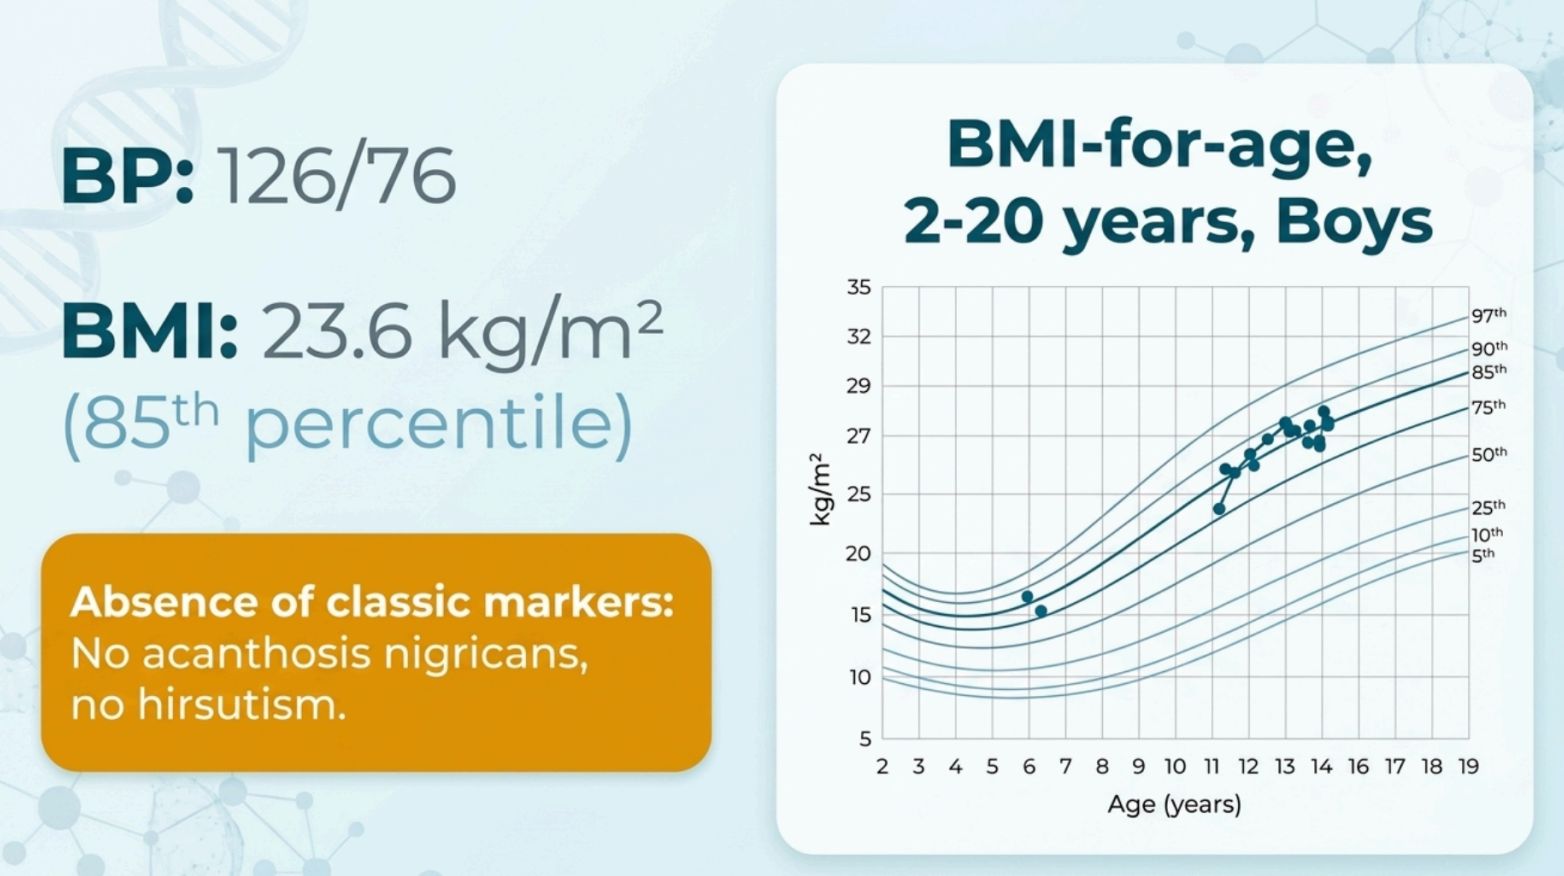 BP: 126/76
BMI: 23.6 kg/m²
(85ᵗʰ percentile)
Absence of classic markers:
No acanthosis nigricans,
no hirsutism.
BMI-for-age,
2-20 years, Boys
35
32
29
27
25
20
15
10
5
kg/m²
97ᵗʰ
90ᵗʰ
85ᵗʰ
75ᵗʰ
50ᵗʰ
25ᵗʰ
10ᵗʰ
5ᵗʰ
2 3 4 5 6 7 8 9 10 11 12 13 14 16 17 18 19
Age (years)